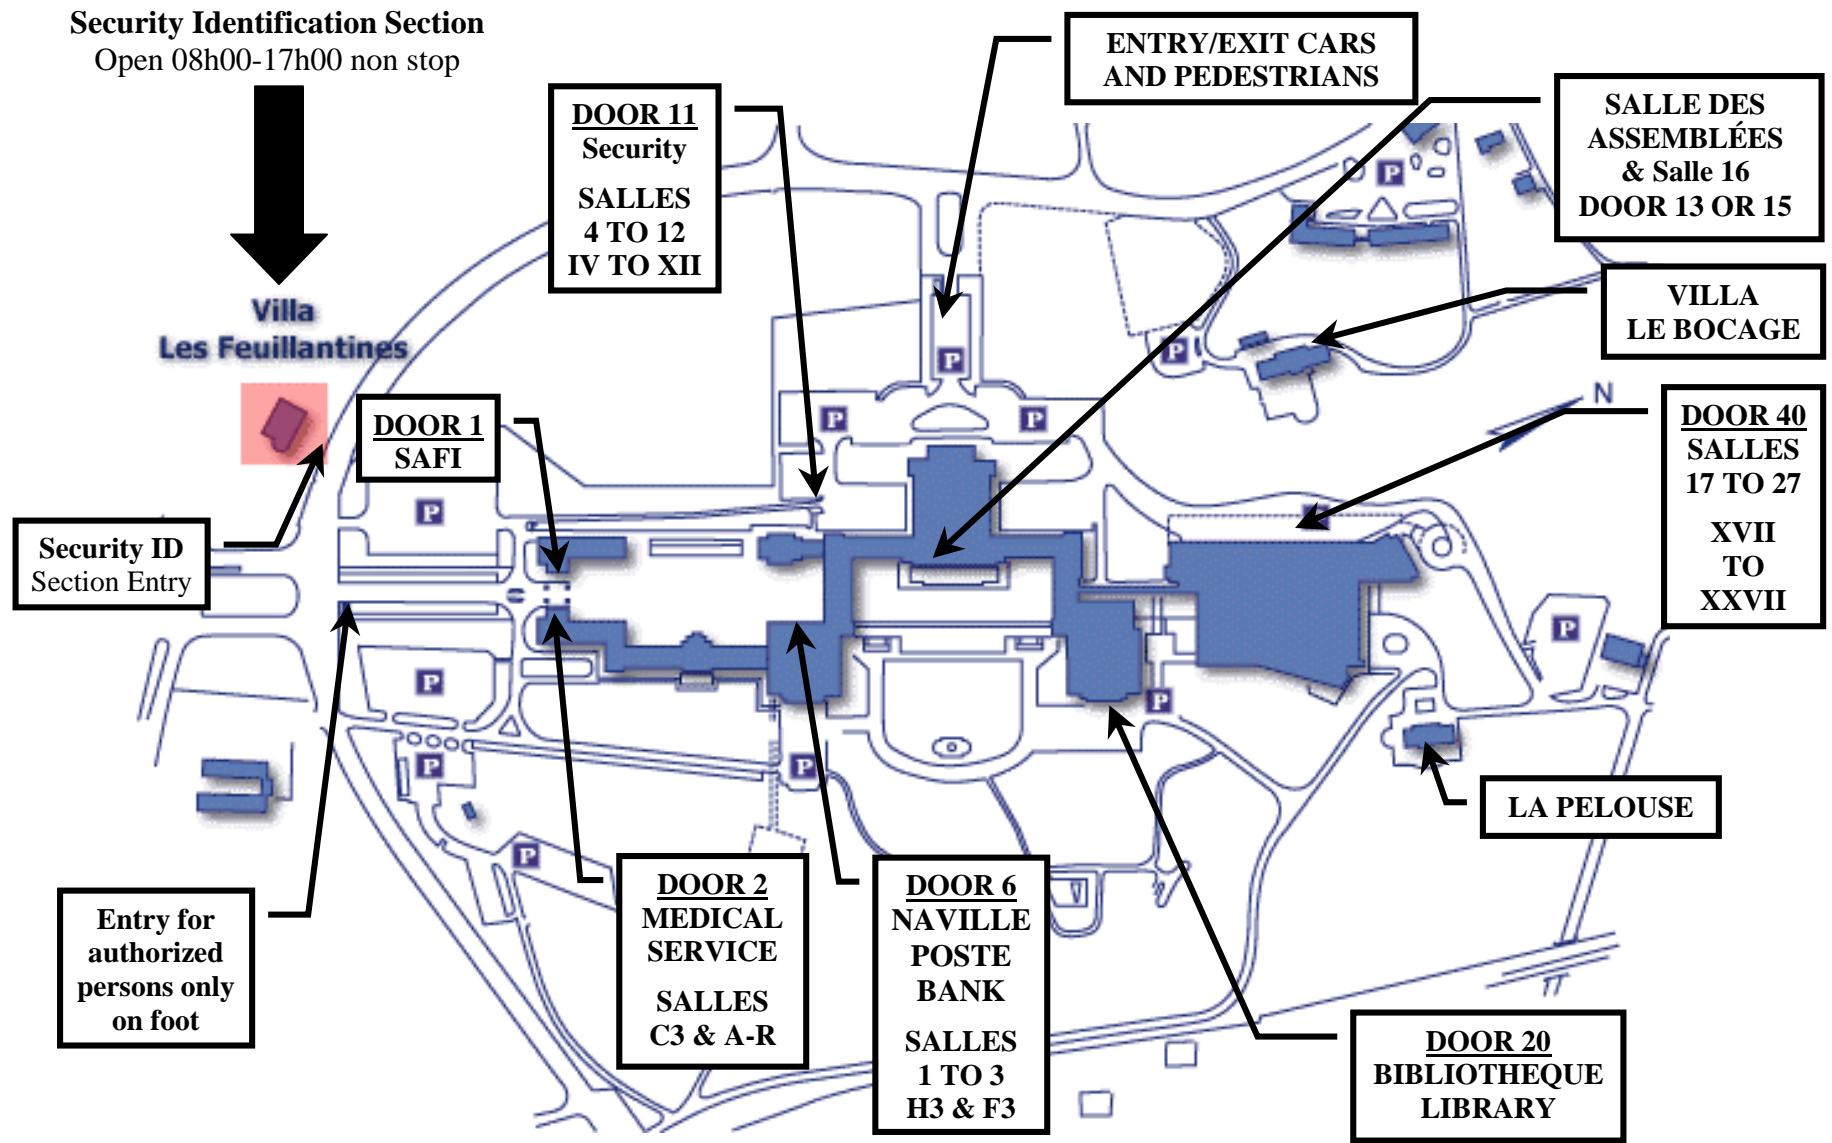 Security Identification Section
Open 08h00-17h00 non stop
ENTRY/EXIT CARS
AND PEDESTRIANS
DOOR 11
Security
SALLES
4 TO 12
IV TO XII
SALLE DES
ASSEMBLÉES
& Salle 16
DOOR 13 OR 15
P
Villa
Les Feuillantines
VILLA
LE BOCAGE
P
P
P
P
N
DOOR 1
SAFI
DOOR 40
SALLES
17 TO 27
XVII
TO
XXVII
P
P
Security ID
Section Entry
P
P
P
P
P
LA PELOUSE
P
Entry for
authorized
persons only
on foot
DOOR 2
MEDICAL
SERVICE
SALLES
C3 & A-R
DOOR 6
NAVILLE
POSTE
BANK
SALLES
1 TO 3
H3 & F3
DOOR 20
BIBLIOTHEQUE
LIBRARY